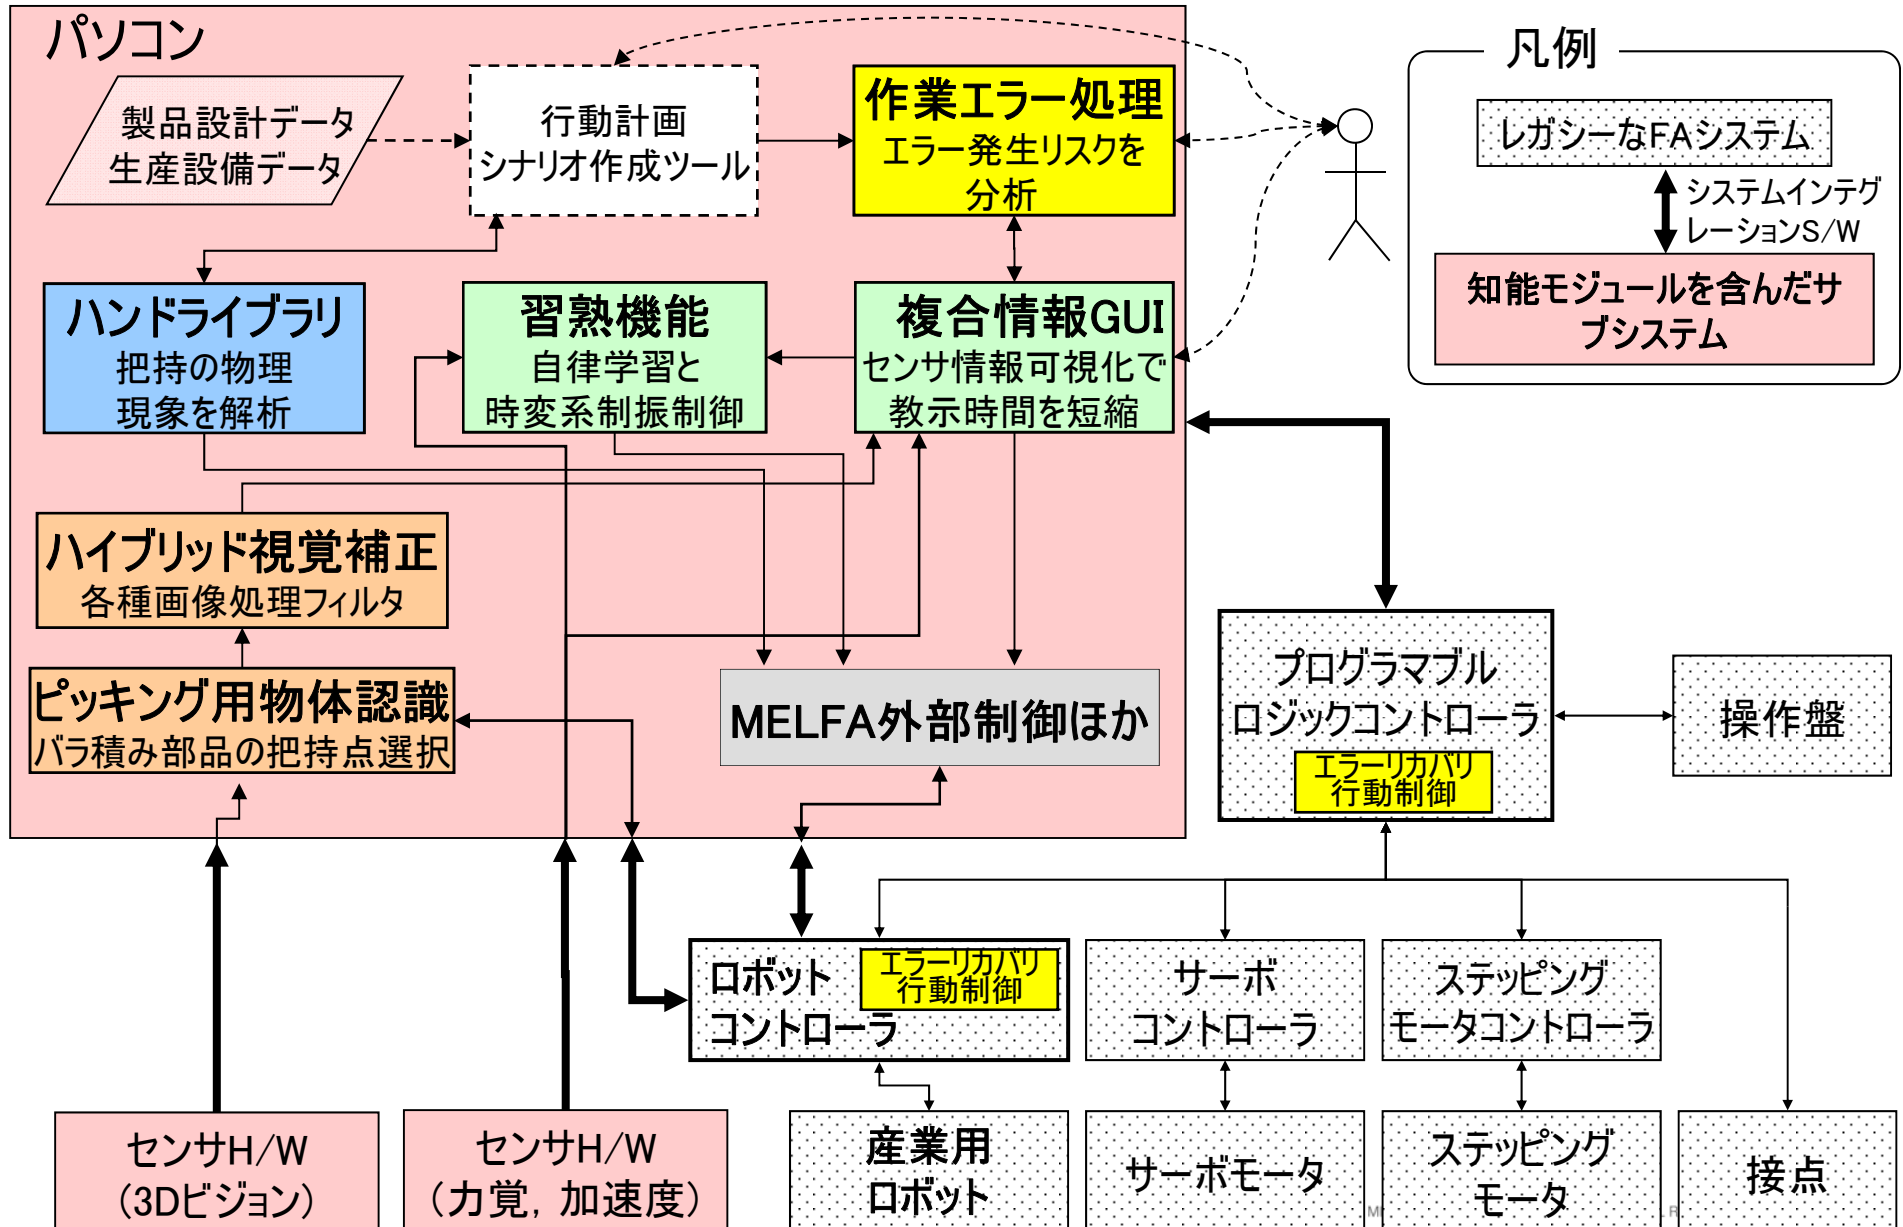 パソコン
製品設計データ
生産設備データ
行動計画
シナリオ作成ツール
作業エラー処理
エラー発生リスクを
分析
凡例
レガシーなFAシステム
システムインテグ
レーションS/W
知能モジュールを含んだサ
ブシステム
ハンドライブラリ
把持の物理
現象を解析
習熟機能
自律学習と
時変系制振制御
複合情報GUI
センサ情報可視化で
教示時間を短縮
ハイブリッド視覚補正
各種画像処理フィルタ
ピッキング用物体認識
バラ積み部品の把持点選択
MELFA外部制御ほか
プログラマブル
ロジックコントローラ
エラーリカバリ
行動制御
操作盤
ロボット
コントローラ
エラーリカバリ
行動制御
サーボ
コントローラ
ステッピング
モータコントローラ
センサH/W
(3Dビジョン)
センサH/W
(力覚, 加速度)
産業用
ロボット
サーボモータ
ステッピング
モータ
接点